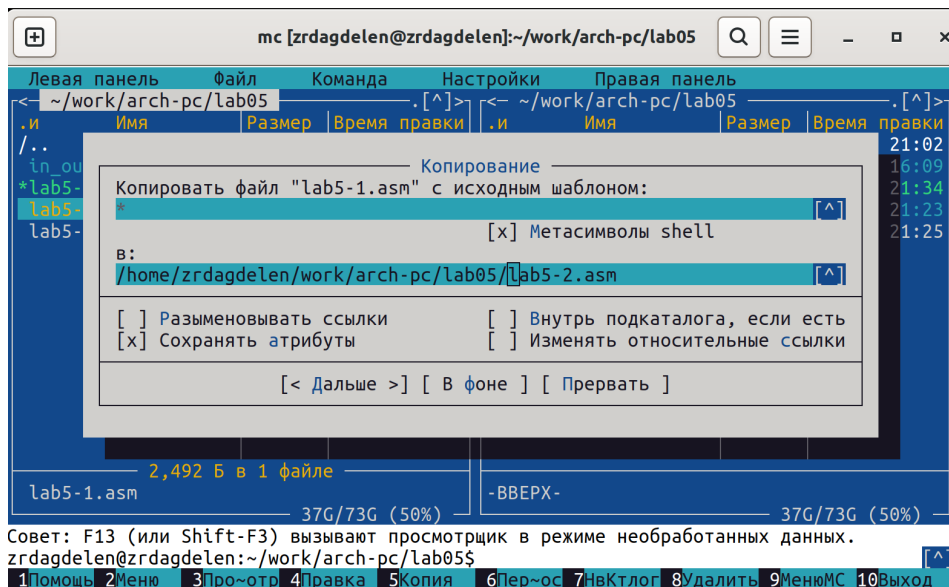 mc [zrdagdelen@zrdagdelen]:~/work/arch-pc/lab05
Левая панель Файл Команда Настройки Правая панель
<— ~/work/arch-pc/lab05 .[^]> <— ~/work/arch-pc/lab05 .[^]>
.и Имя Размер Время правки .и Имя Размер Время правки
/.. 21:02
Копирование
in_ou 16:09
Копировать файл "lab5-1.asm" с исходным шаблоном:
*lab5- 21:34
* [^]
lab5- 21:23
[x] Метасимволы shell
lab5- 21:25
в:
/home/zrdagdelen/work/arch-pc/lab05/lab5-2.asm [^]
[ ] Разыменовывать ссылки [ ] Внутрь подкаталога, если есть
[x] Сохранять атрибуты [ ] Изменять относительные ссылки
[< Дальше >] [ В фоне ] [ Прервать ]
2,492 Б в 1 файле
lab5-1.asm -ВВЕРХ-
37G/73G (50%) 37G/73G (50%)
Совет: F13 (или Shift-F3) вызывают просмотрщик в режиме необработанных данных.
zrdagdelen@zrdagdelen:~/work/arch-pc/lab05$ [^]
1Помощь 2Меню 3Про~отр 4Правка 5Копия 6Пер~ос 7НвКтлог 8Удалить 9МенюMC 10Выход